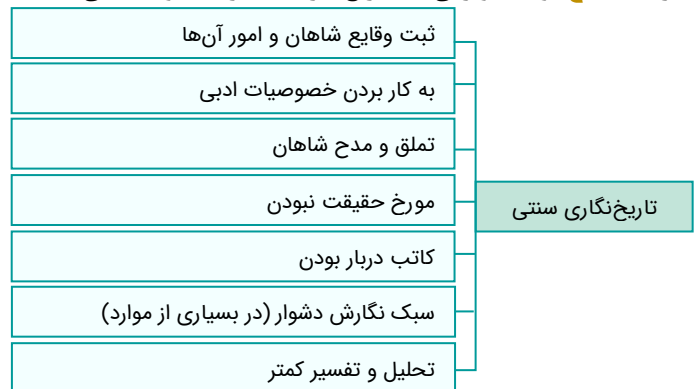 ثبت وقایع شاهان و امور آن‌ها
به کار بردن خصوصیات ادبی
تملق و مدح شاهان
مورخ حقیقت نبودن
تاریخ‌نگاری سنتی
کاتب دربار بودن
سبک نگارش دشوار (در بسیاری از موارد)
تحلیل و تفسیر کمتر